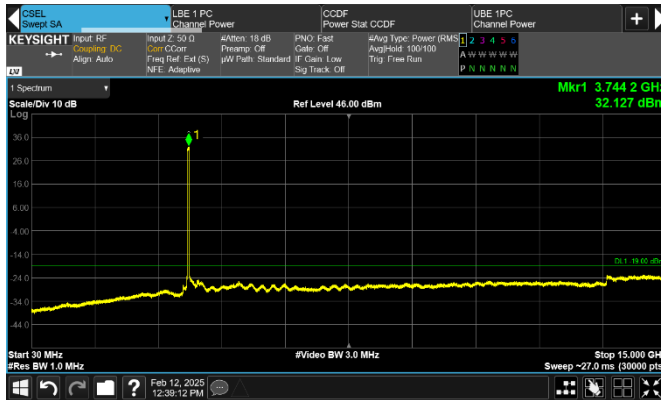 CSEL
Swept SA
LBE 1 PC
Channel Power
CCDF
Power Stat CCDF
UBE 1PC
Channel Power
KEYSIGHT
Input: RF
Coupling: DC
Align: Auto
Input Z: 50 Ω
Corr CCorr
Freq Ref: Ext (S)
NFE: Adaptive
#Atten: 18 dB
Preamp: Off
µW Path: Standard
PNO: Fast
Gate: Off
IF Gain: Low
Sig Track: Off
#Avg Type: Power (RMS
Avg|Hold: 100/100
Trig: Free Run
1 2 3 4 5 6
A W W W W W
P N N N N N
LXI
1 Spectrum
Scale/Div 10 dB
Log
Ref Level 46.00 dBm
Mkr1 3.744 2 GHz
32.127 dBm
1
36.0
26.0
16.0
6.00
-4.00
-14.0
-24.0
-34.0
-44.0
DL1 -19.00 dBm
Start 30 MHz
#Res BW 1.0 MHz
#Video BW 3.0 MHz
Stop 15.000 GH
Sweep ~27.0 ms (30000 pts
Feb 12, 2025
12:39:12 PM